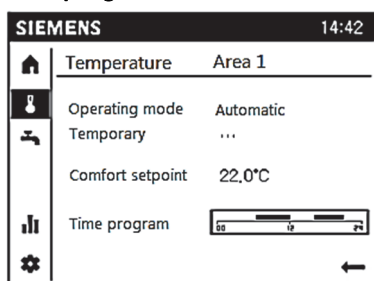 SIEMENS 14:42
Temperature Area 1
Operating mode Automatic
Temporary ...
Comfort setpoint 22.0°C
Time program
00 12 24